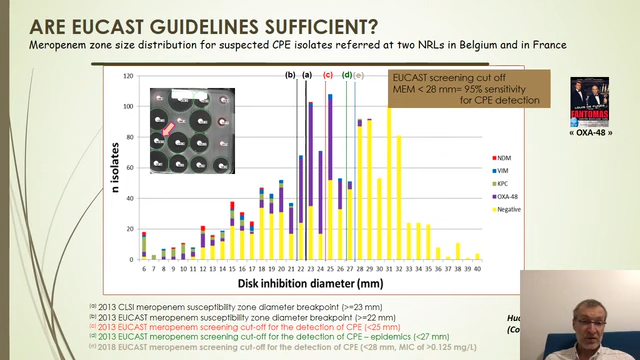 ARE EUCAST GUIDELINES SUFFICIENT?
Meropenem zone size distribution for suspected CPE isolates referred at two NRLs in Belgium and in France
(b) (a) (c) (d) (e)
EUCAST screening cut off
MEM < 28 mm= 95% sensitivity
for CPE detection
FANTOMAS
« OXA-48 »
n isolates
120
100
80
60
40
20
0
NDM
VIM
KPC
OXA-48
Negative
6 7 8 9 10 11 12 13 14 15 16 17 18 19 20 21 22 23 24 25 26 27 28 29 30 31 32 33 34 35 36 37 38 39 40
Disk inhibition diameter (mm)
(a) 2013 CLSI meropenem susceptibility zone diameter breakpoint (>=23 mm)
(b) 2013 EUCAST meropenem susceptibility zone diameter breakpoint (>=22 mm)
(c) 2013 EUCAST meropenem screening cut-off for the detection of CPE (<25 mm)
(d) 2013 EUCAST meropenem screening cut-off for the detection of CPE – epidemics (<27 mm)
(e) 2018 EUCAST meropenem screening cut-off for the detection of CPE (<28 mm, MIC of >0.125 mg/L)